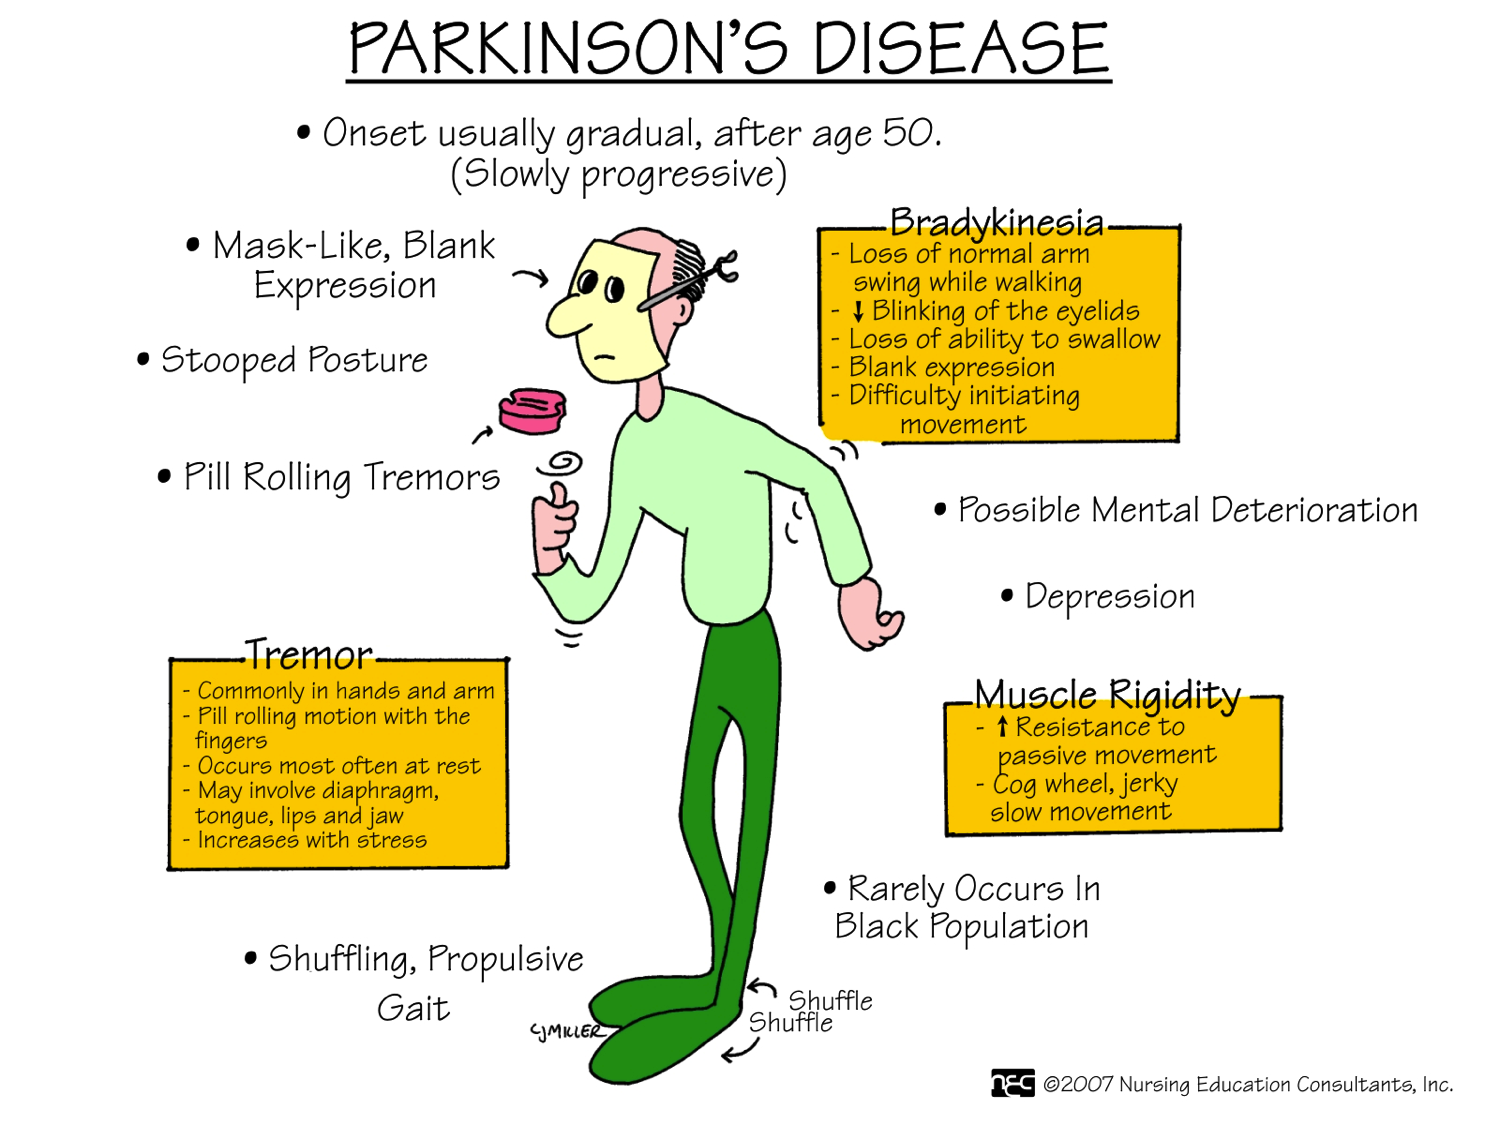 PARKINSON'S DISEASE
• Onset usually gradual, after age 50.
(Slowly progressive)
• Mask-Like, Blank
Expression
• Stooped Posture
• Pill Rolling Tremors
Bradykinesia
- Loss of normal arm
swing while walking
- ⬇ Blinking of the eyelids
- Loss of ability to swallow
- Blank expression
- Difficulty initiating
movement
• Possible Mental Deterioration
• Depression
Tremor
- Commonly in hands and arm
- Pill rolling motion with the
fingers
- Occurs most often at rest
- May involve diaphragm,
tongue, lips and jaw
- Increases with stress
Muscle Rigidity
- ⬆ Resistance to
passive movement
- Cog wheel, jerky
slow movement
• Rarely Occurs In
Black Population
• Shuffling, Propulsive
Gait
Shuffle
Shuffle
CJMILLER
nec ©2007 Nursing Education Consultants, Inc.